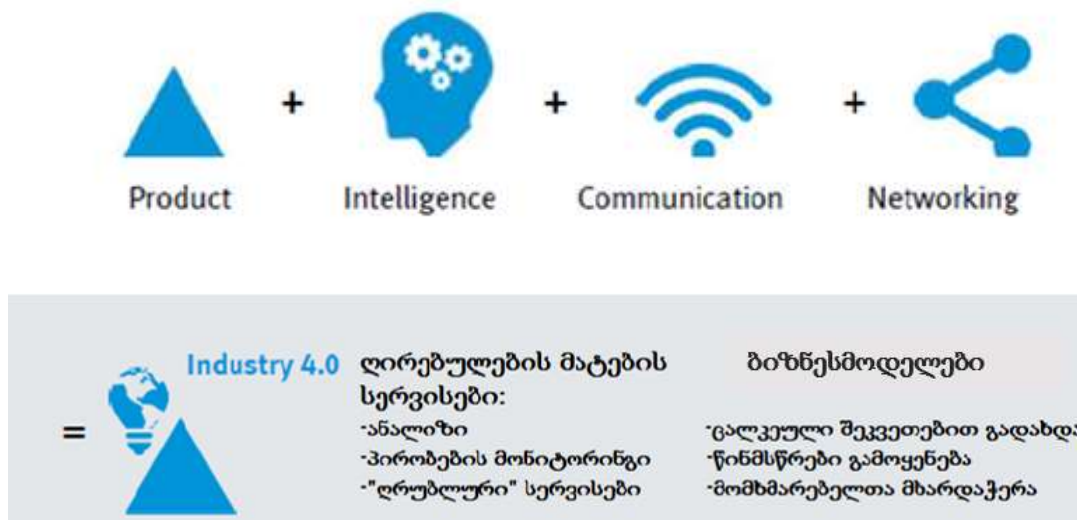 + + +
Product Intelligence Communication Networking
= Industry 4.0
ღირებულების მატების
სერვისები:
-ანალიზი
-პირობების მონიტორინგი
-"ღრუბლური" სერვისები
ბიზნესმოდელები
-ცალკეული შეკვეთებით გადახდა
-წინმსწრები გამოყენება
-მომხმარებელთა მხარდაჭერა